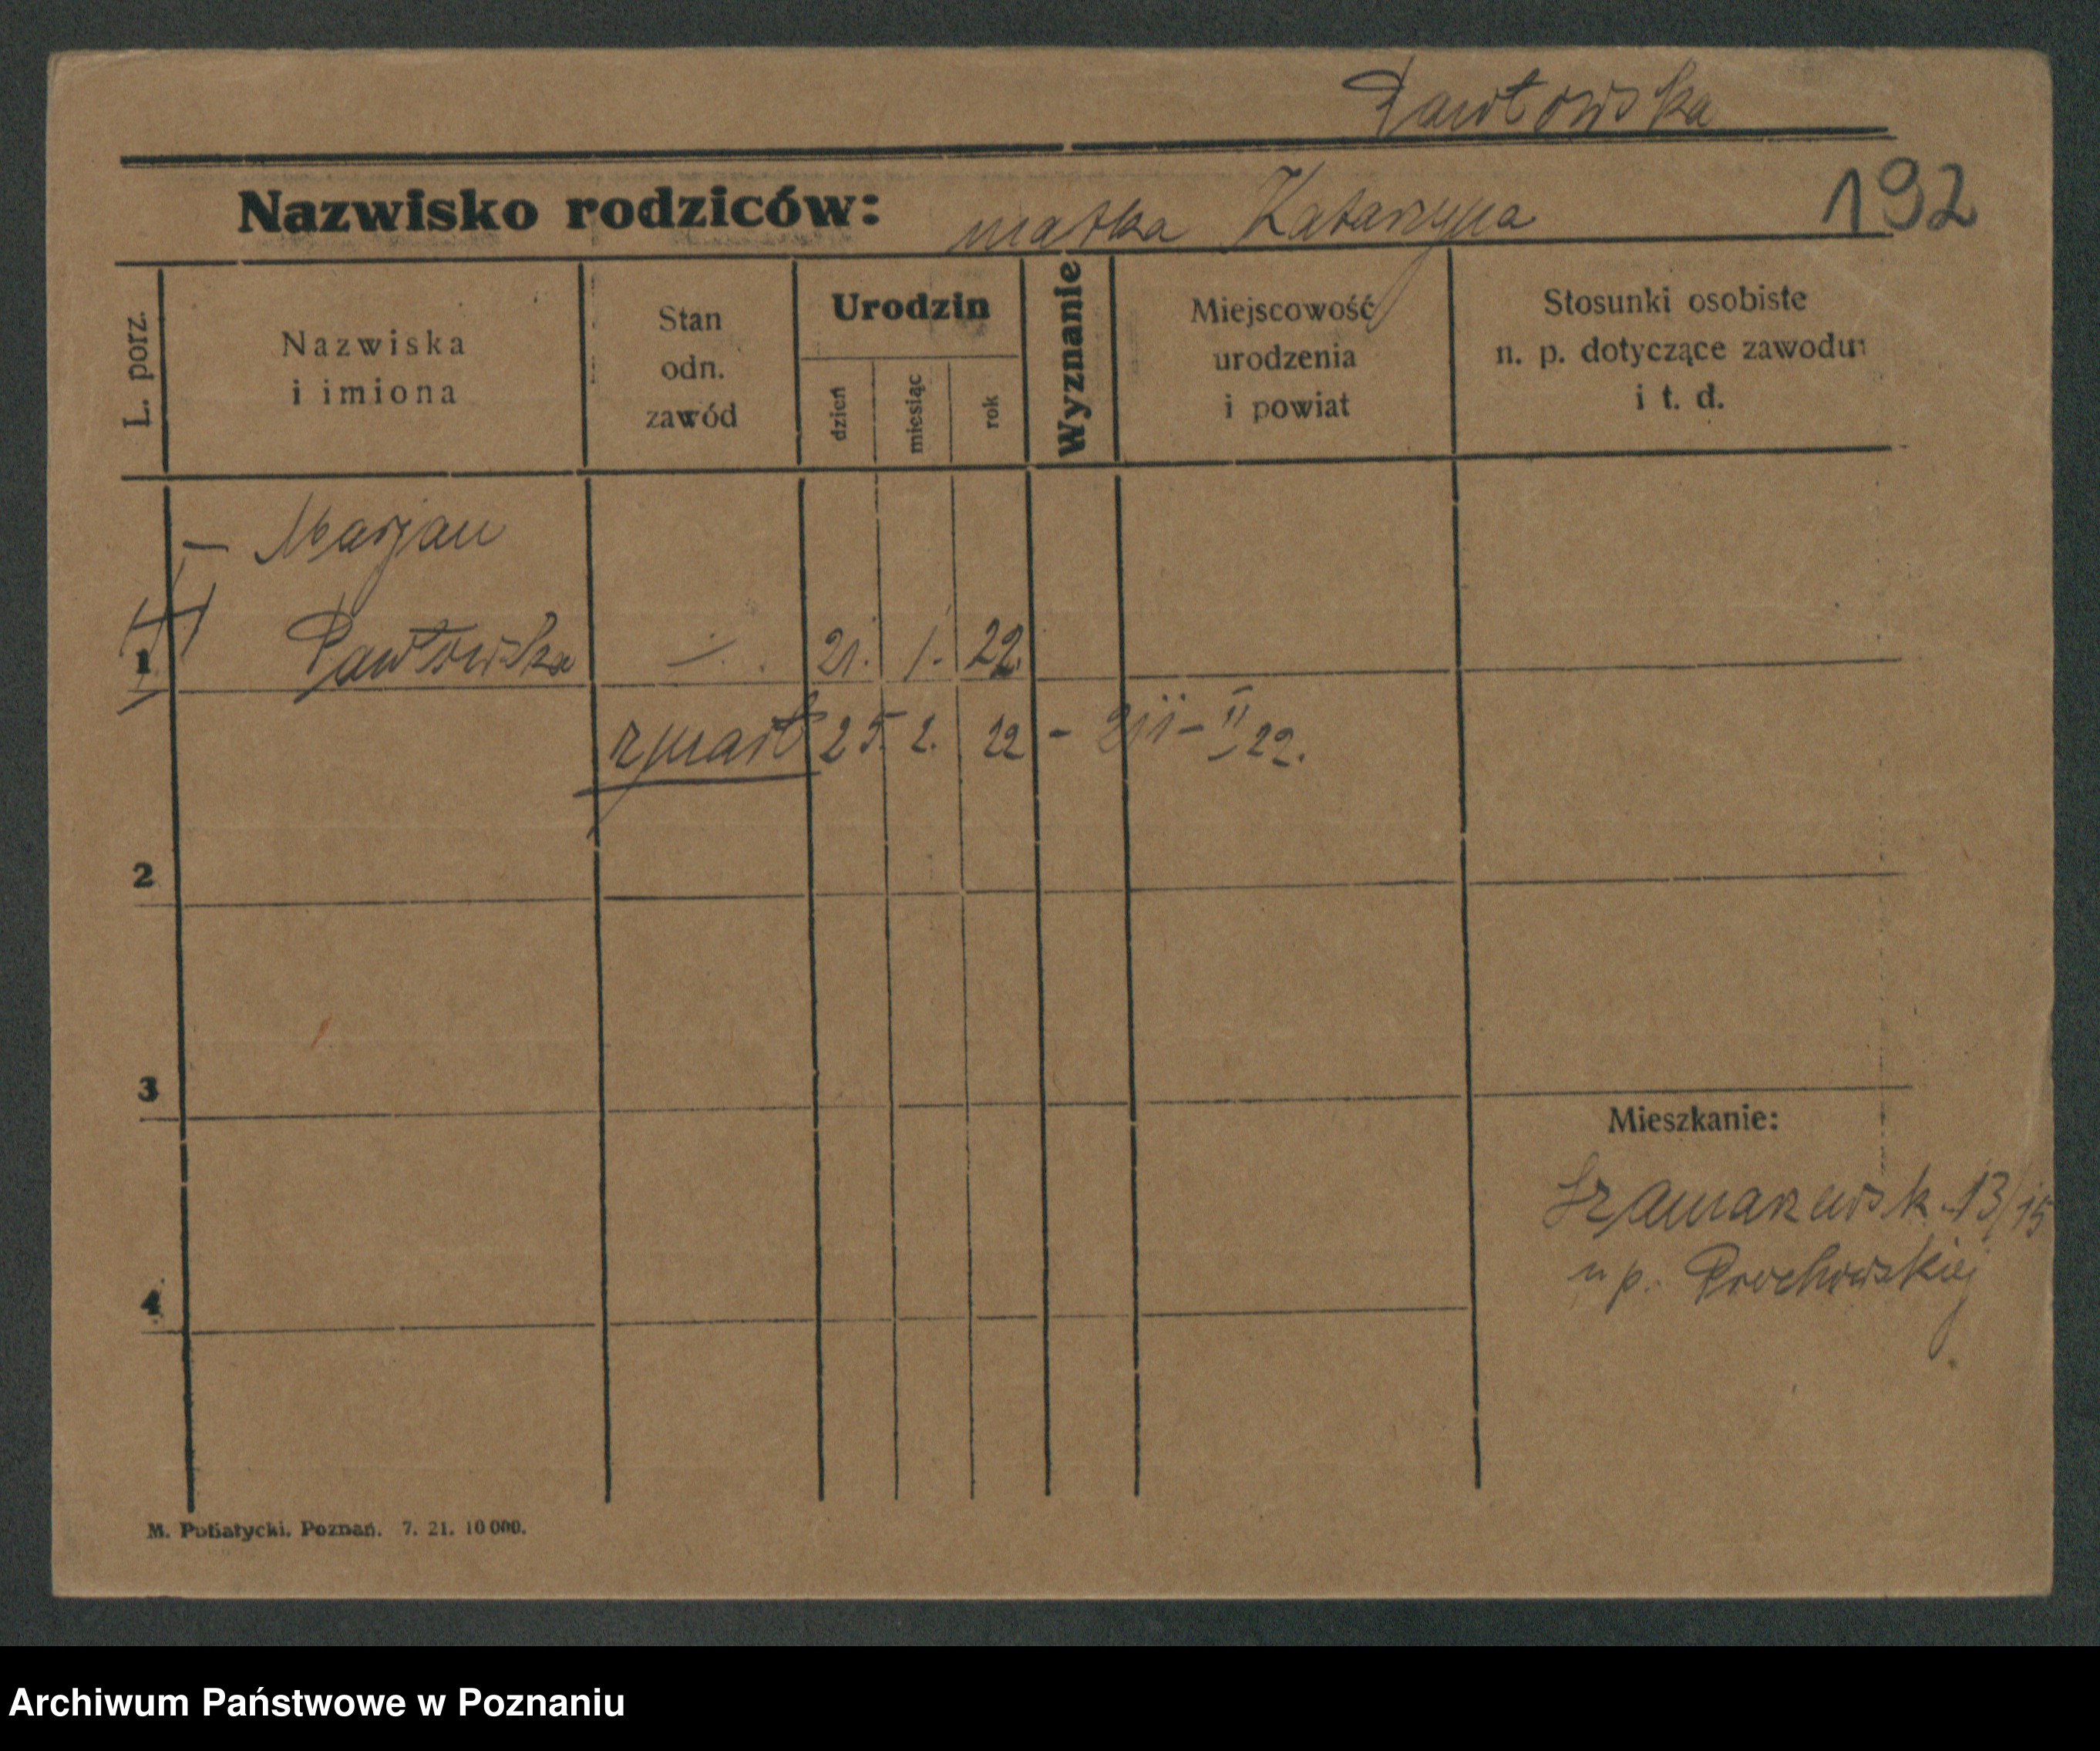 Pawłowska
Nazwisko rodziców: matka Katarzyna 192
L. porz.
Nazwiska
i imiona
Stan
odn.
zawód
Urodzin
dzień
miesiąc
rok
Wyznanie
Miejscowość
urodzenia
i powiat
Stosunki osobiste
n. p. dotyczące zawodu
i t. d.
— Marjan
1 Pawłowska 21. 1. 22.
zmarł 25. 2. 22 - II 22.
2
3
Mieszkanie:
Szamarzewsk. 13/15
u p. Prochowskiej
4
M. Putiatycki, Poznań. 7. 21. 10 000.
Archiwum Państwowe w Poznaniu